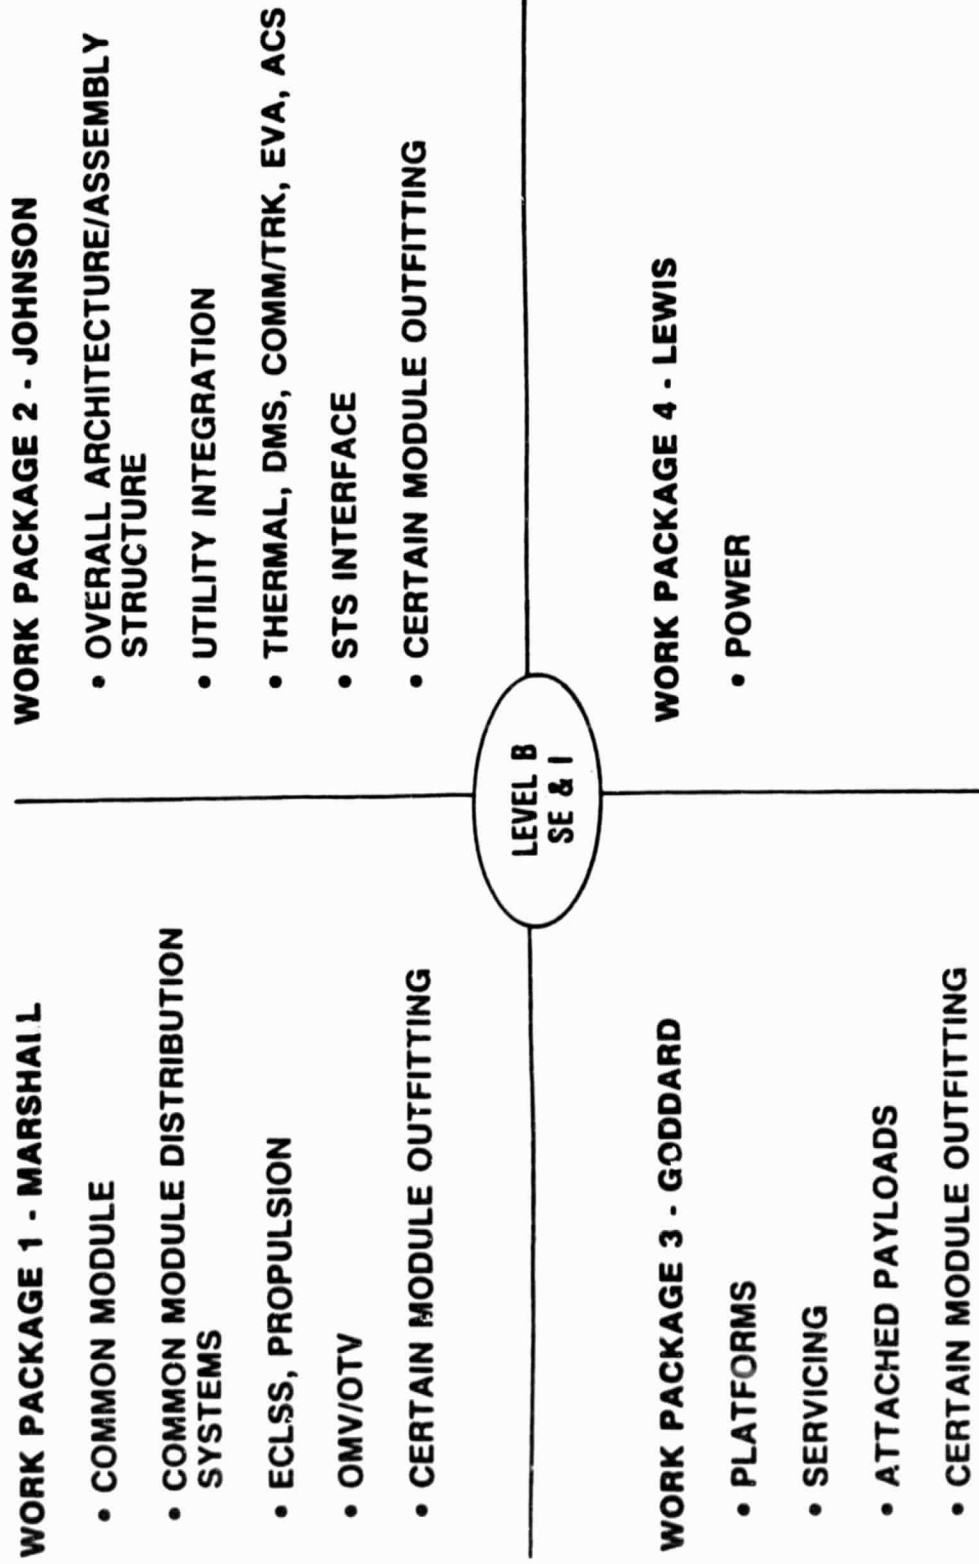 WORK PACKAGE 1 - MARSHALL
• COMMON MODULE
• COMMON MODULE DISTRIBUTION
SYSTEMS
• ECLSS, PROPULSION
• OMV/OTV
• CERTAIN MODULE OUTFITTING
WORK PACKAGE 2 - JOHNSON
• OVERALL ARCHITECTURE/ASSEMBLY
STRUCTURE
• UTILITY INTEGRATION
• THERMAL, DMS, COMM/TRK, EVA, ACS
• STS INTERFACE
• CERTAIN MODULE OUTFITTING
LEVEL B
SE & I
WORK PACKAGE 3 - GODDARD
• PLATFORMS
• SERVICING
• ATTACHED PAYLOADS
• CERTAIN MODULE OUTFITTING
WORK PACKAGE 4 - LEWIS
• POWER